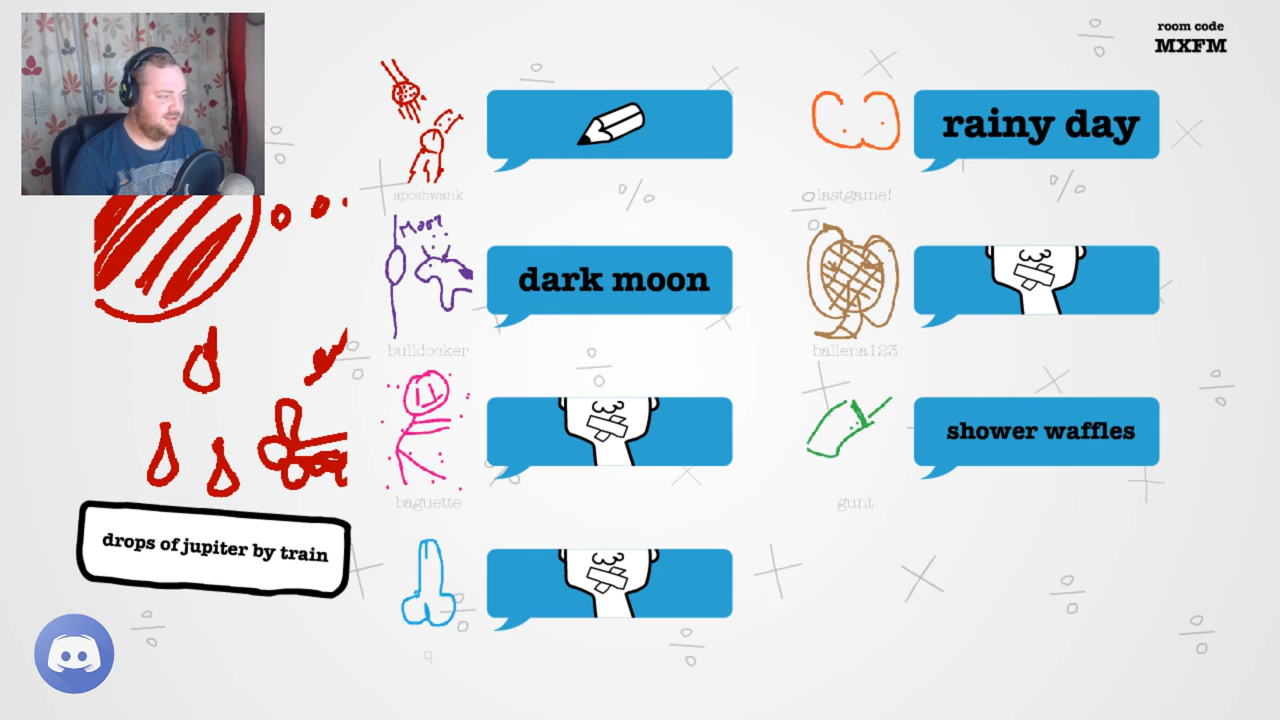 room code
MXFM
aposhwank
rainy day
lastgame!
Moon
dark moon
bulldocker
ballena123
baguette
shower waffles
gunt
drops of jupiter by train
q